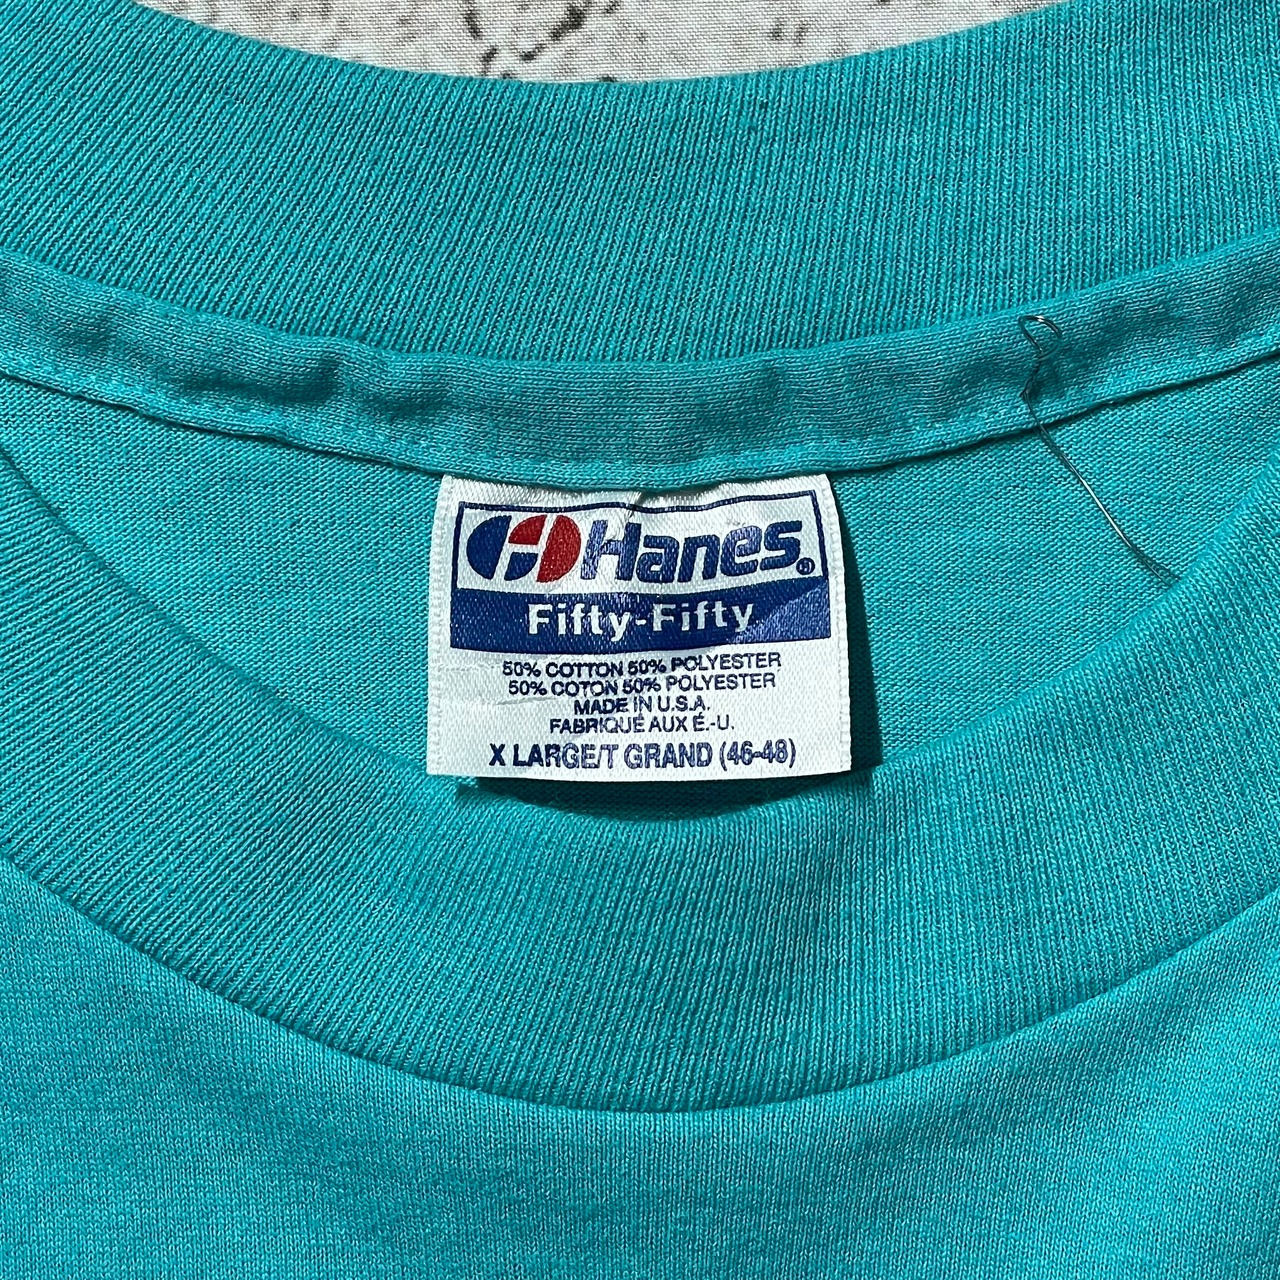 Hanes®
Fifty-Fifty
50% COTTON 50% POLYESTER
50% COTON 50% POLYESTER
MADE IN U.S.A.
FABRIQUÉ AUX É.-U.
X LARGE/T GRAND (46-48)